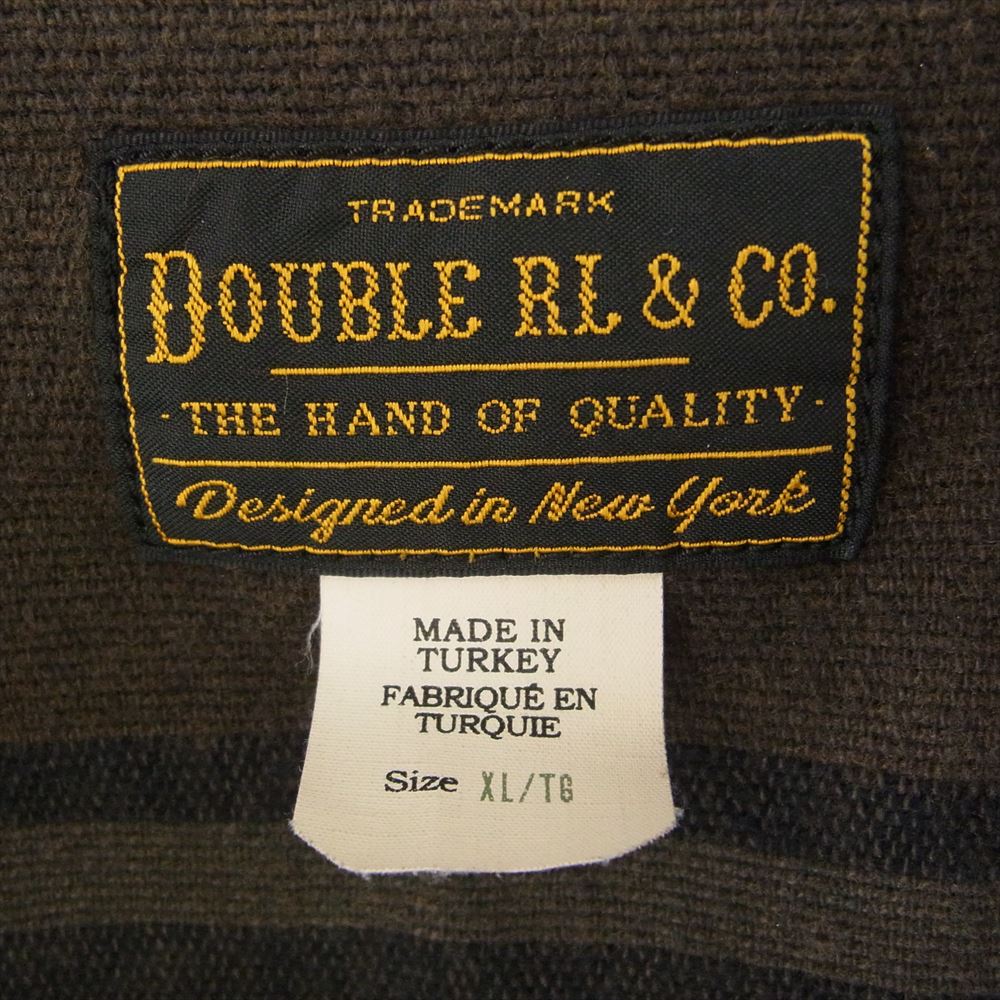 TRADEMARK
DOUBLE RL & CO.
·THE HAND OF QUALITY·
Designed in New York
MADE IN
TURKEY
FABRIQUÉ EN
TURQUIE
Size XL/TG